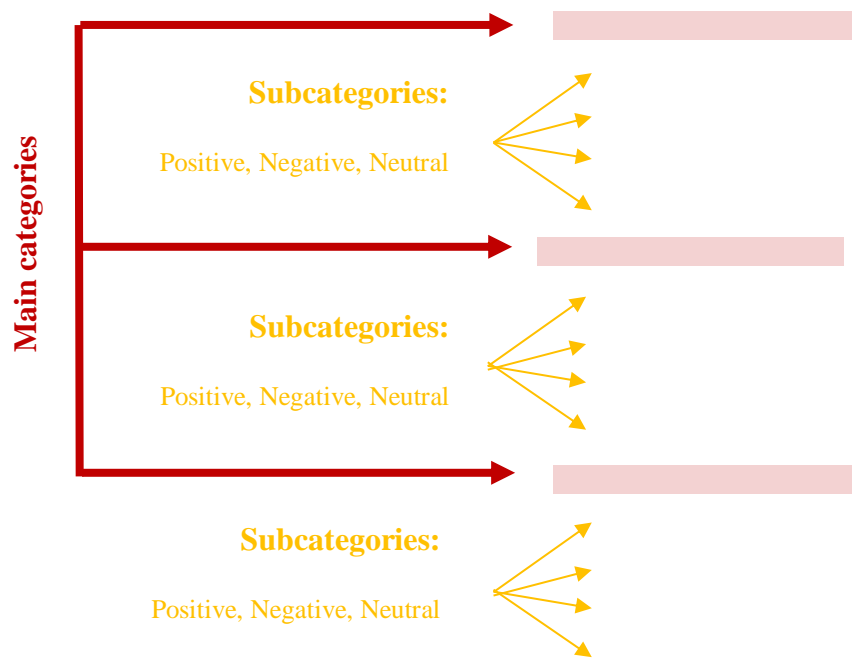 Main categories
Subcategories:
Positive, Negative, Neutral
Subcategories:
Positive, Negative, Neutral
Subcategories:
Positive, Negative, Neutral